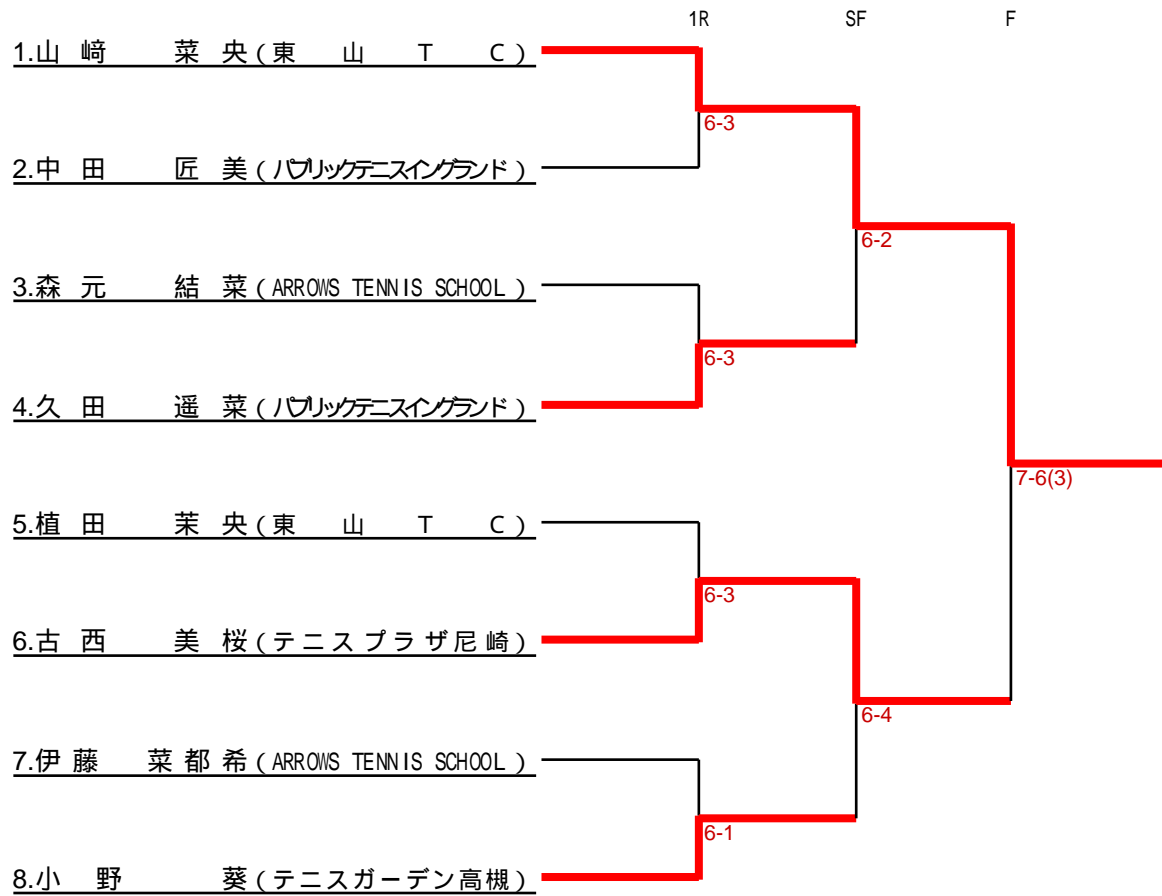 1R SF F
1.山﨑 菜央(東山TC)
6-3
2.中田 匠美(パブリックテニスイングランド)
6-2
3.森元 結菜(ARROWS TENNIS SCHOOL)
6-3
4.久田 遥菜(パブリックテニスイングランド)
7-6(3)
5.植田 茉央(東山TC)
6-3
6.古西 美桜(テニスプラザ尼崎)
6-4
7.伊藤 菜都希(ARROWS TENNIS SCHOOL)
6-1
8.小野 葵(テニスガーデン高槻)